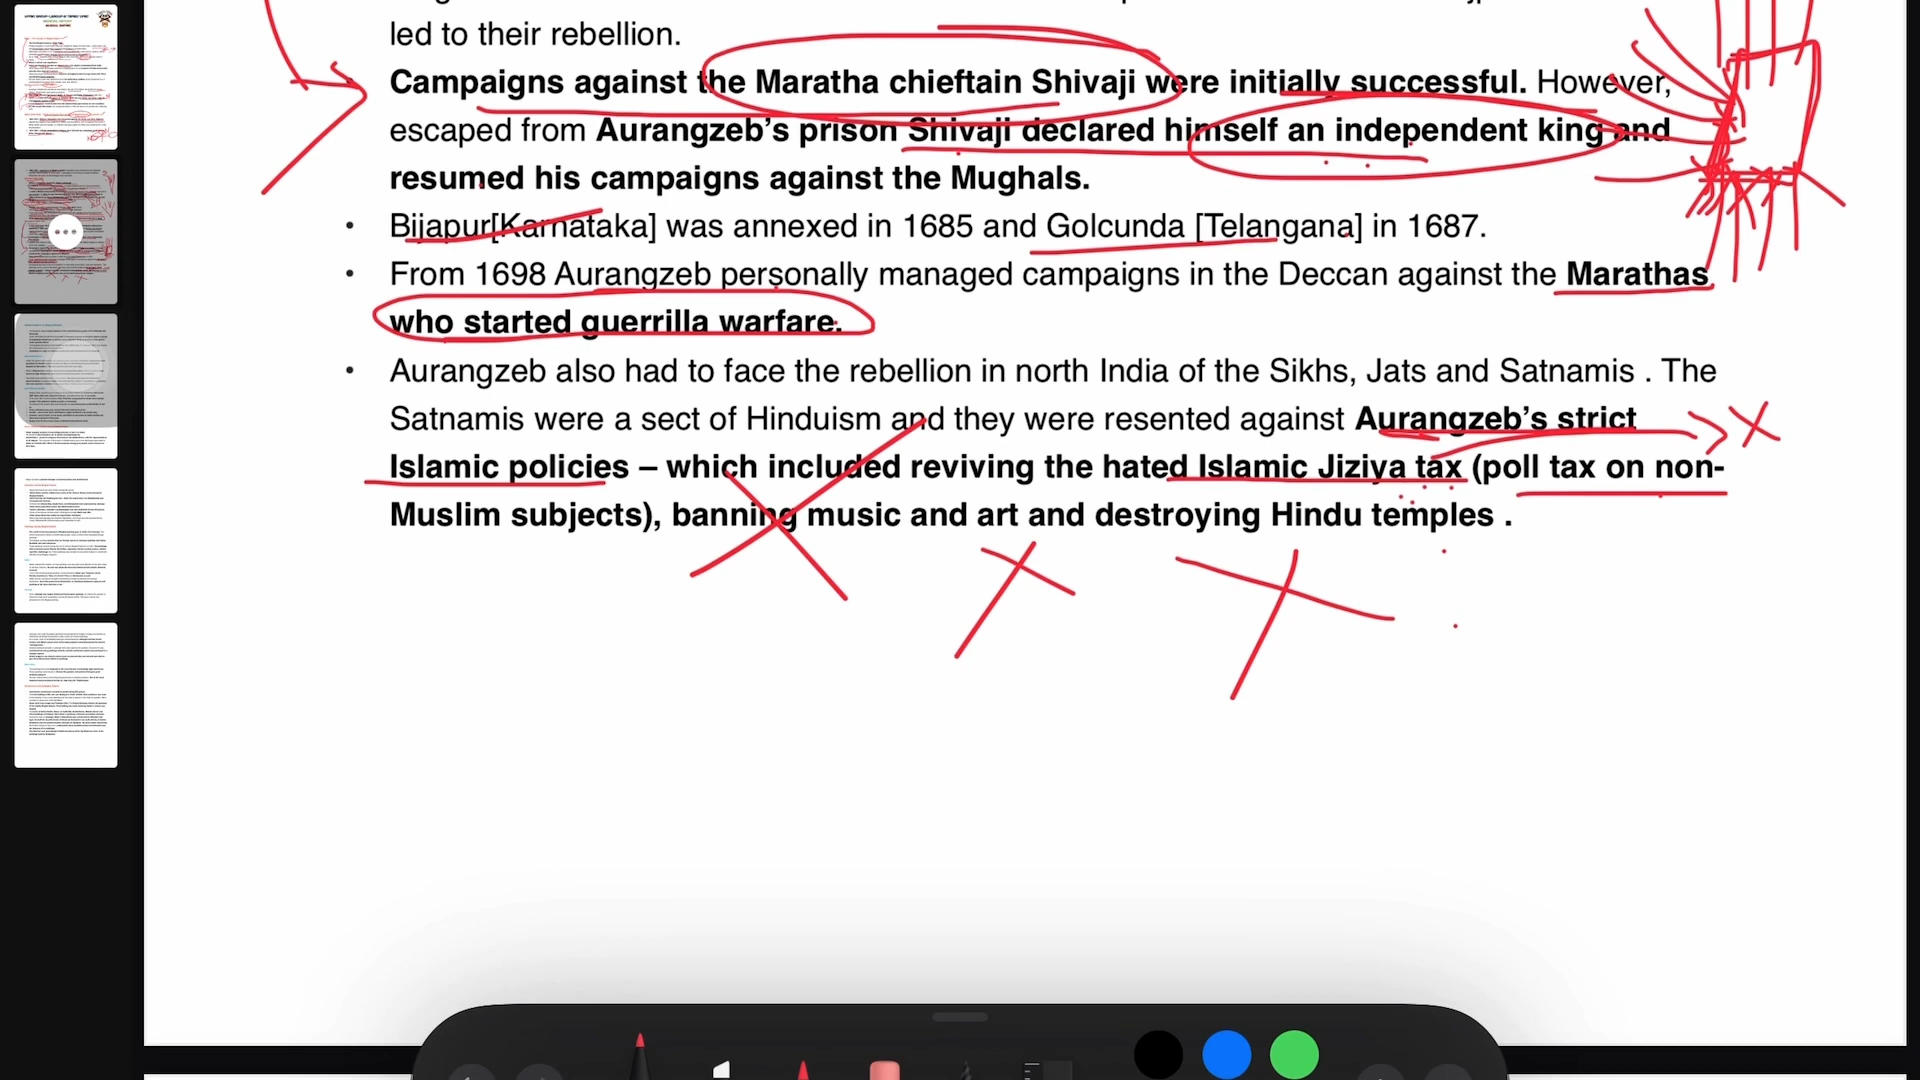 led to their rebellion.
Campaigns against the Maratha chieftain Shivaji were initially successful. However,
escaped from Aurangzeb’s prison Shivaji declared himself an independent king and
resumed his campaigns against the Mughals.
• Bijapur[Karnataka] was annexed in 1685 and Golcunda [Telangana] in 1687.
• From 1698 Aurangzeb personally managed campaigns in the Deccan against the Marathas
who started guerrilla warfare.
• Aurangzeb also had to face the rebellion in north India of the Sikhs, Jats and Satnamis . The
Satnamis were a sect of Hinduism and they were resented against Aurangzeb’s strict
Islamic policies – which included reviving the hated Islamic Jiziya tax (poll tax on non-
Muslim subjects), banning music and art and destroying Hindu temples .